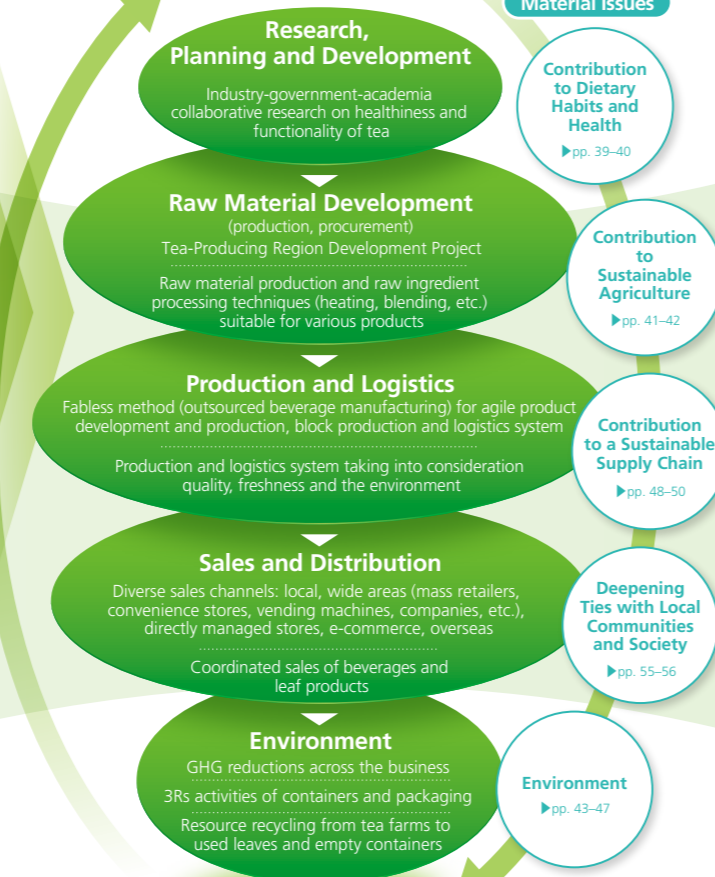 Material Issues
Research,
Planning and Development
Industry-government-academia
collaborative research on healthiness and
functionality of tea
Contribution
to Dietary
Habits and
Health
▶pp. 39–40
Raw Material Development
(production, procurement)
Tea-Producing Region Development Project
Raw material production and raw ingredient
processing techniques (heating, blending, etc.)
suitable for various products
Contribution
to
Sustainable
Agriculture
▶pp. 41–42
Production and Logistics
Fabless method (outsourced beverage manufacturing) for agile product
development and production, block production and logistics system
Production and logistics system taking into consideration
quality, freshness and the environment
Contribution
to a Sustainable
Supply Chain
▶pp. 48–50
Sales and Distribution
Diverse sales channels: local, wide areas (mass retailers,
convenience stores, vending machines, companies, etc.),
directly managed stores, e-commerce, overseas
Coordinated sales of beverages and
leaf products
Deepening
Ties with Local
Communities
and Society
▶pp. 55–56
Environment
GHG reductions across the business
3Rs activities of containers and packaging
Resource recycling from tea farms to
used leaves and empty containers
Environment
▶pp. 43–47